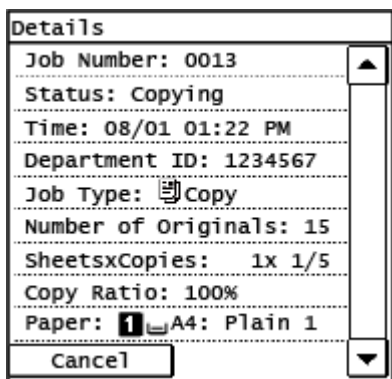 Details
Job Number: 0013
Status: Copying
Time: 08/01 01:22 PM
Department ID: 1234567
Job Type: Copy
Number of Originals: 15
SheetsxCopies: 1x 1/5
Copy Ratio: 100%
Paper: 1 A4: Plain 1
Cancel